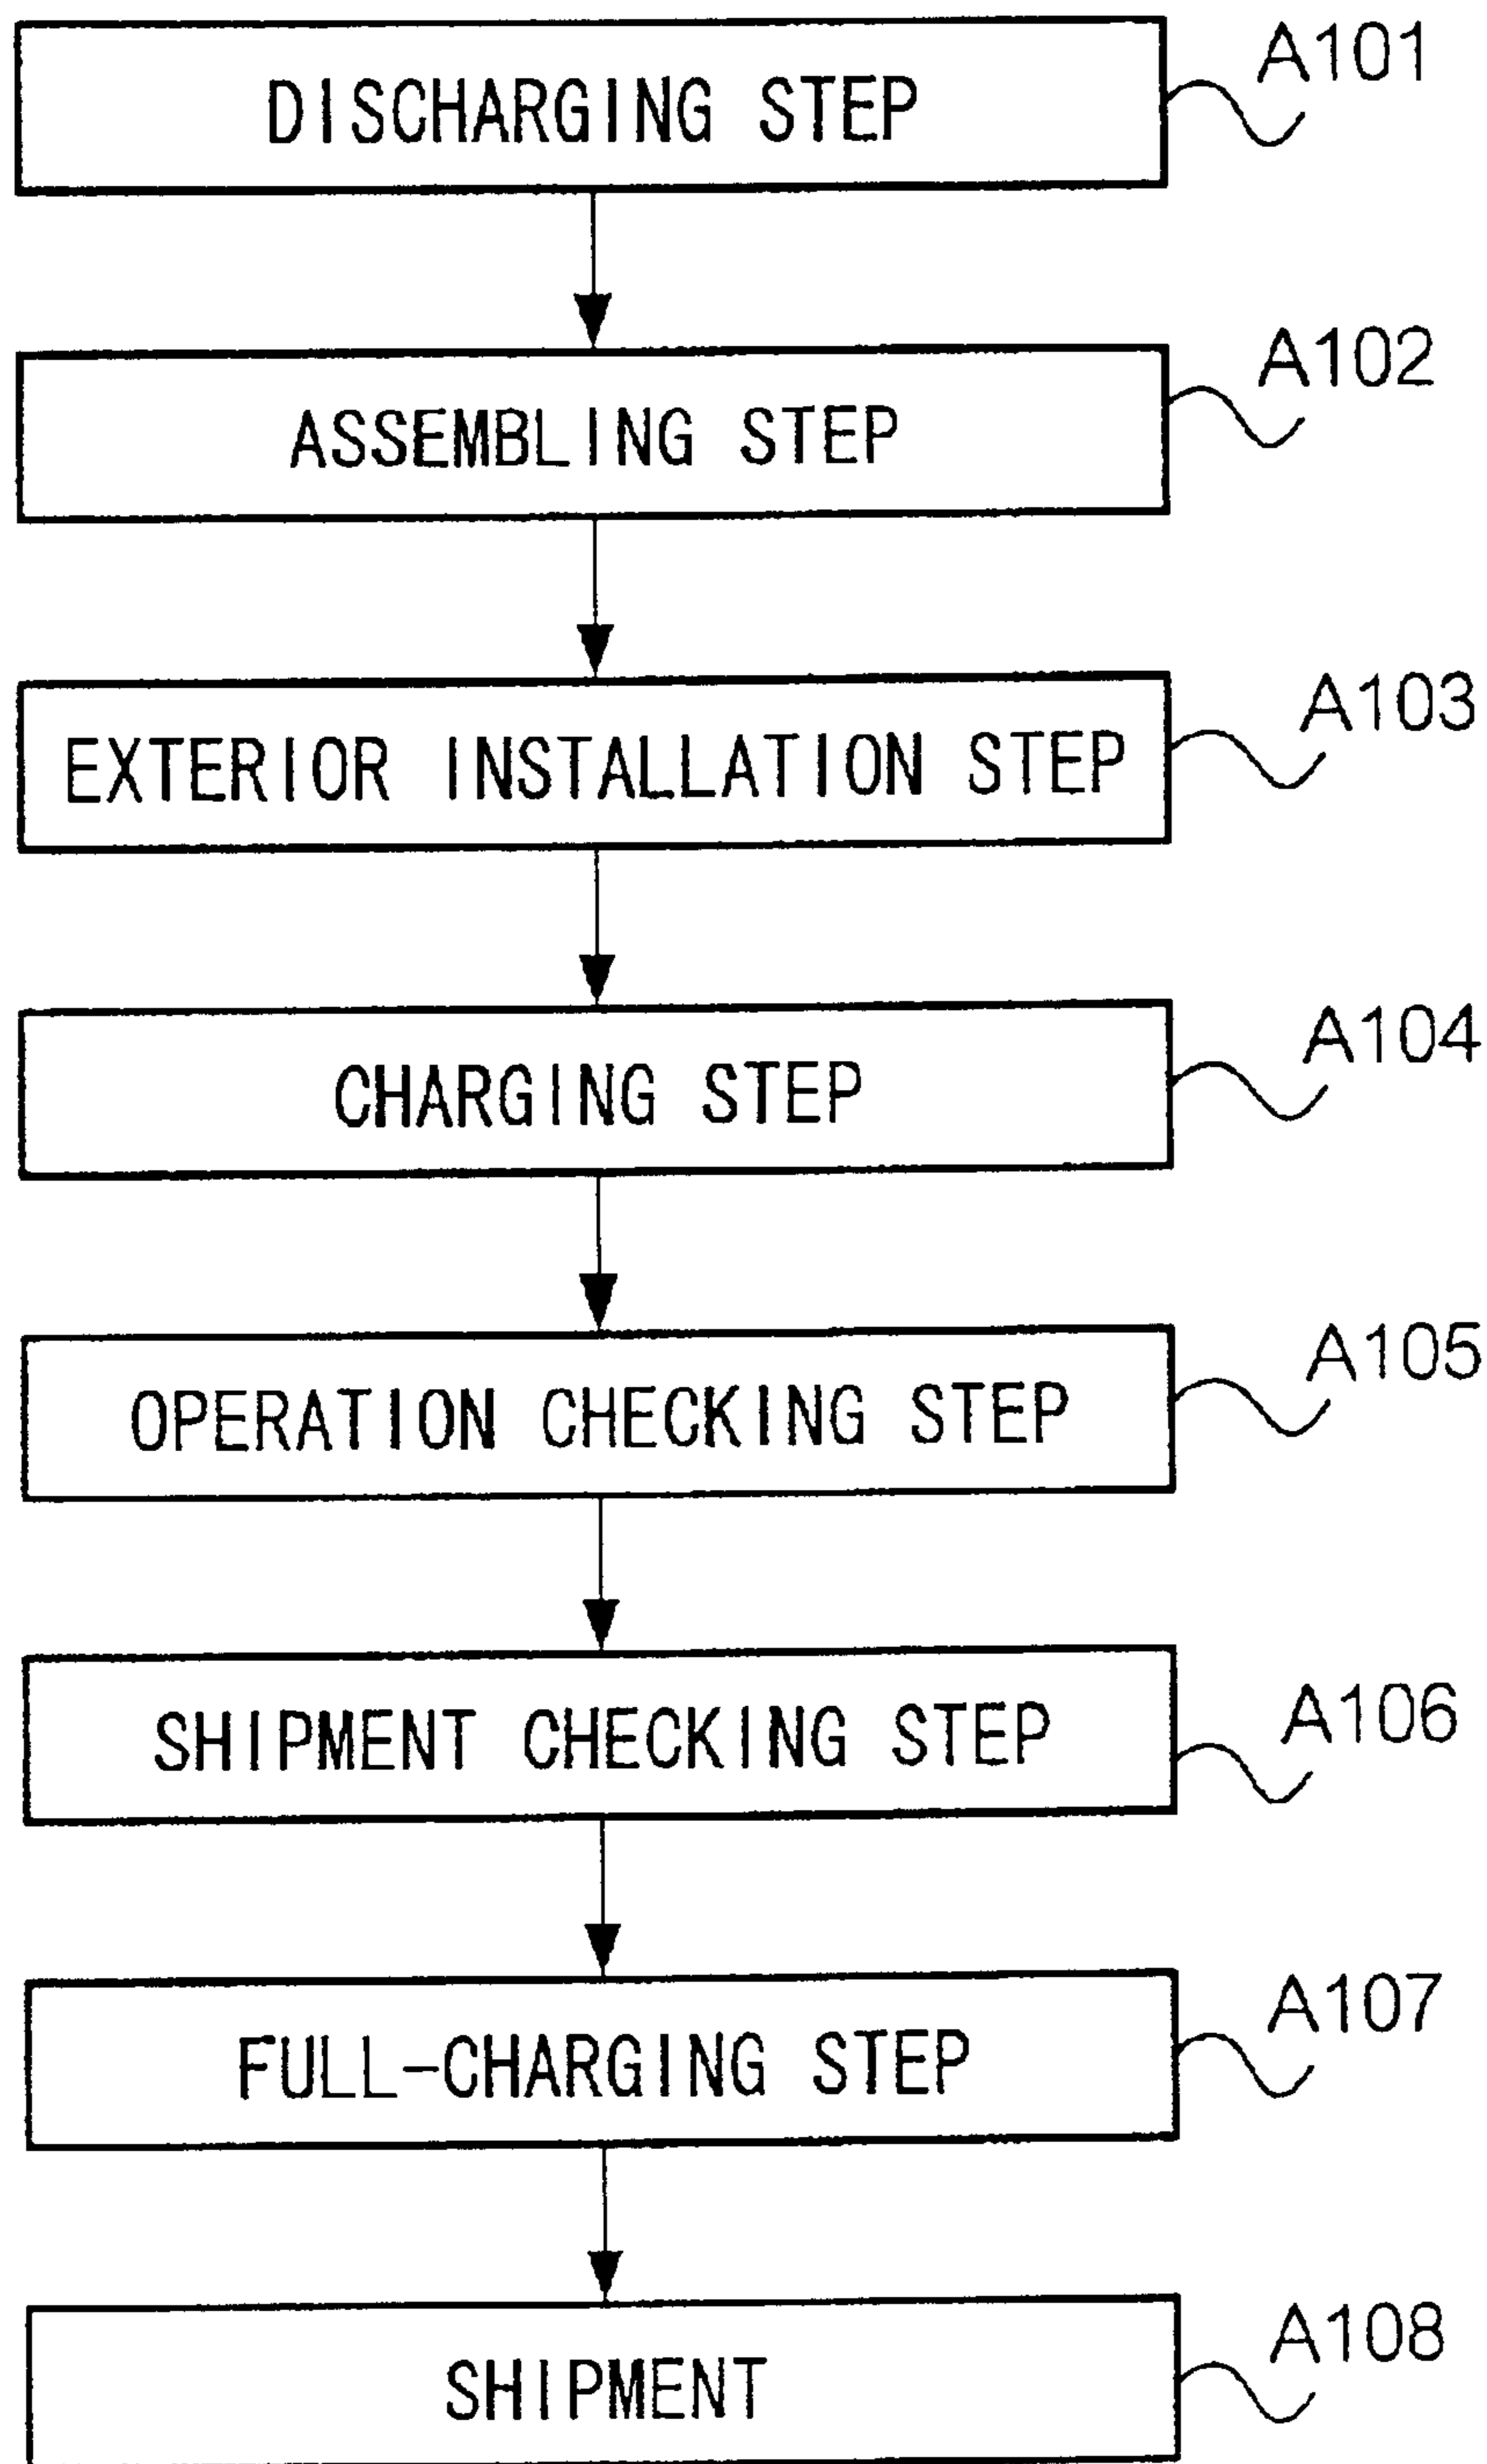 DISCHARGING STEP A101
ASSEMBLING STEP A102
EXTERIOR INSTALLATION STEP A103
CHARGING STEP A104
OPERATION CHECKING STEP A105
SHIPMENT CHECKING STEP A106
FULL-CHARGING STEP A107
SHIPMENT A108